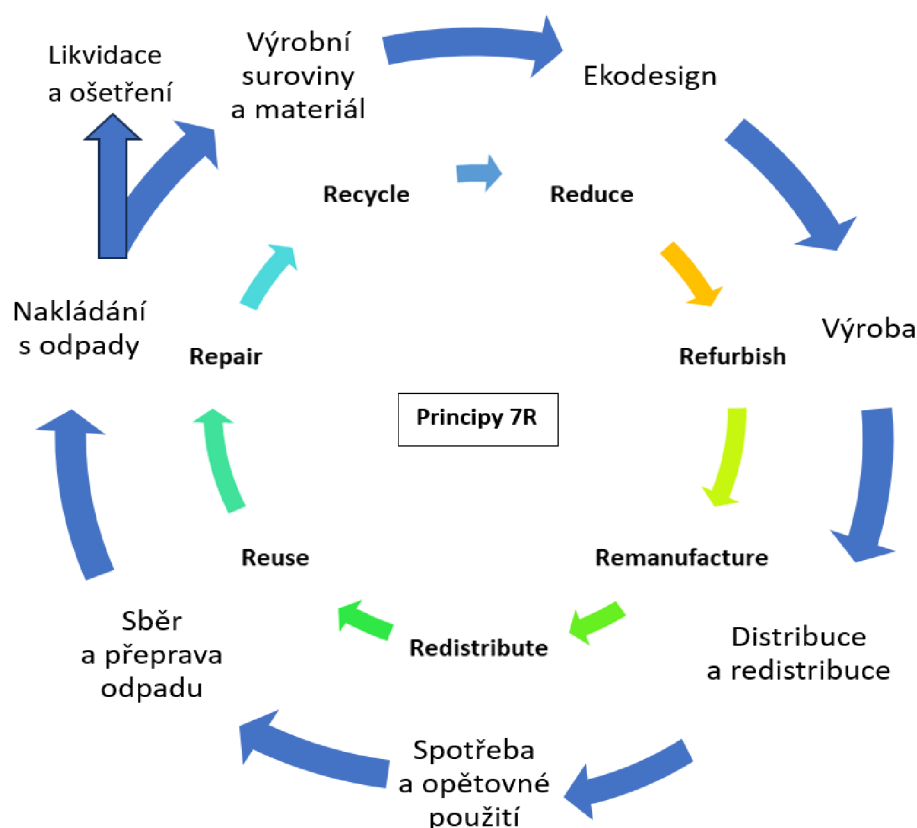 Likvidace
a ošetření
Výrobní
suroviny
a materiál
Ekodesign
Recycle
Reduce
Nakládání
s odpady
Repair
Refurbish
Výroba
Principy 7R
Reuse
Remanufacture
Sběr
a přeprava
odpadu
Redistribute
Distribuce
a redistribuce
Spotřeba
a opětovné
použití